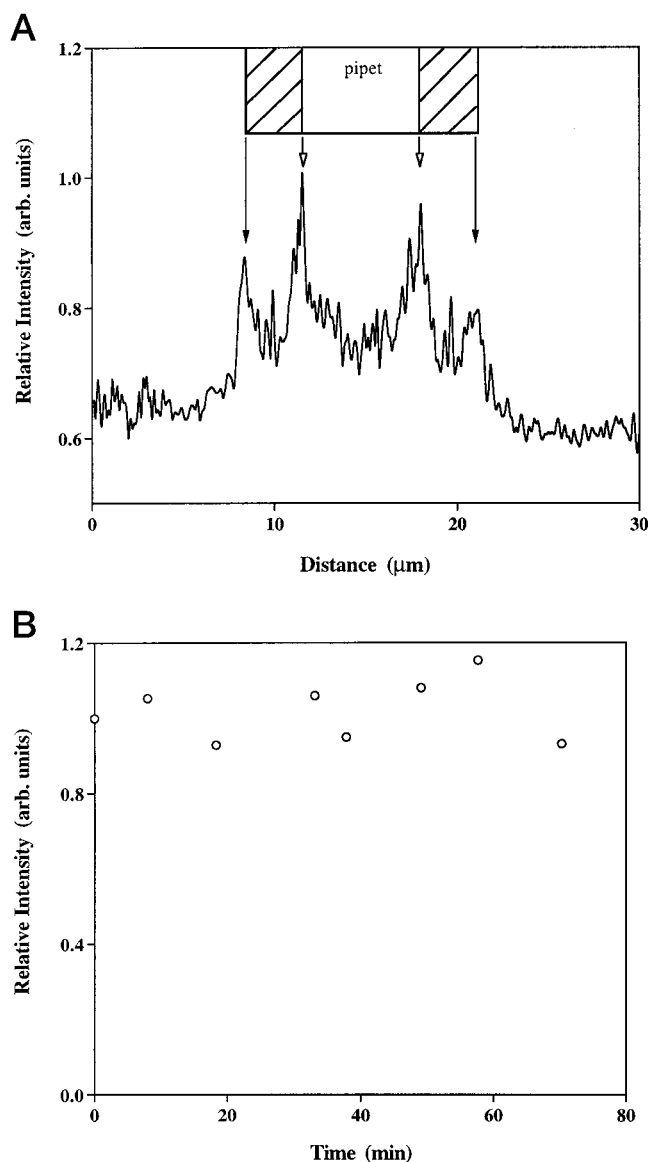 A
1.2
pipet
1.0
0.8
0.6
Relative Intensity (arb. units)
0 10 20 30
Distance (μm)
B
1.2
0.8
0.4
0.0
Relative Intensity (arb. units)
0 20 40 60 80
Time (min)